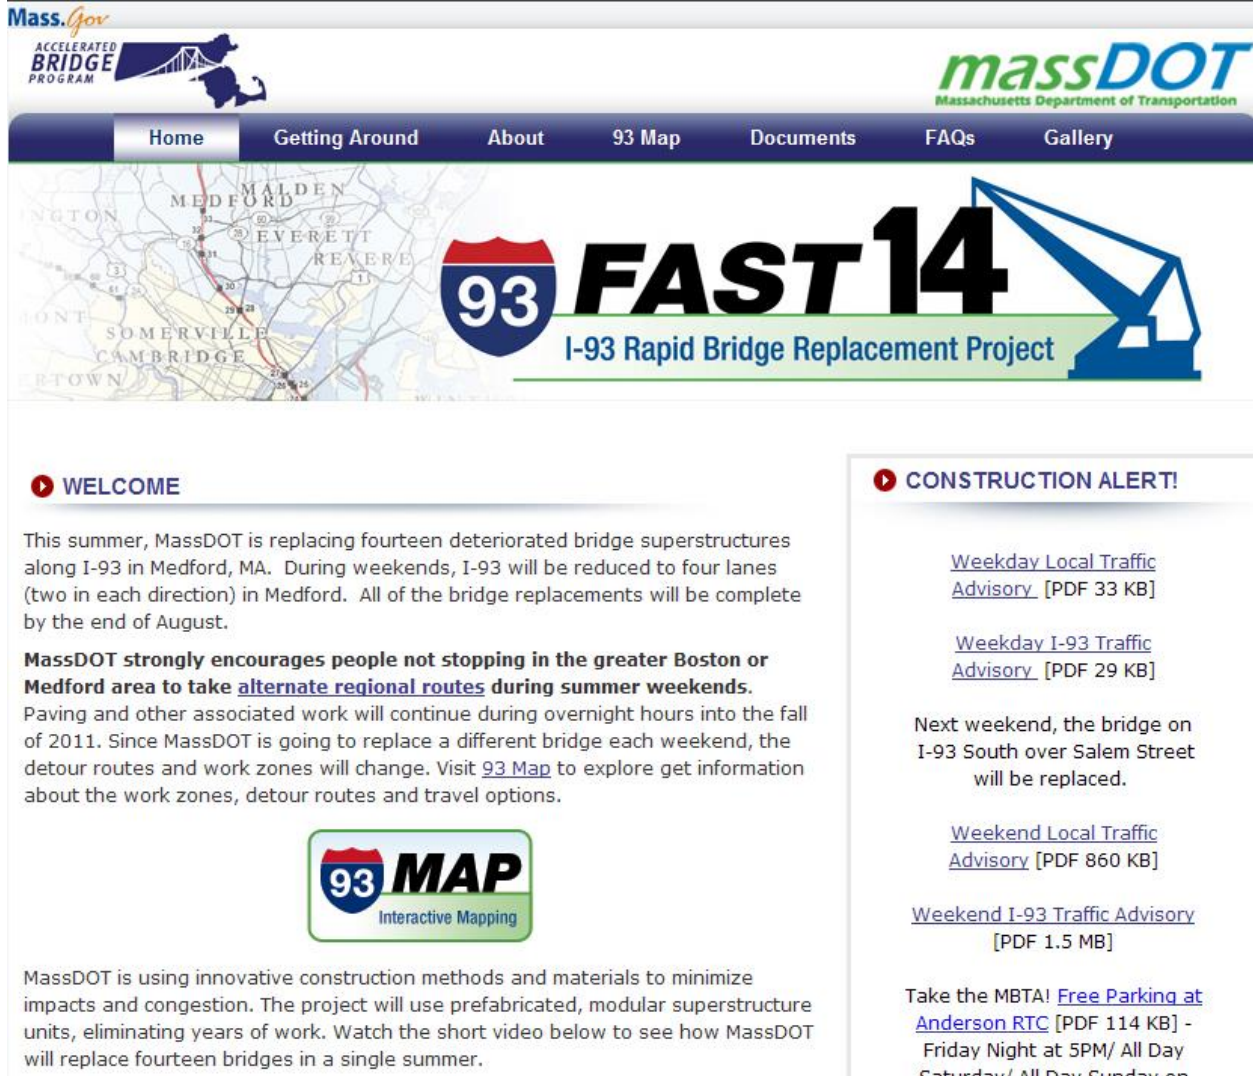 Mass.Gov
ACCELERATED
BRIDGE
PROGRAM
massDOT
Massachusetts Department of Transportation
Home Getting Around About 93 Map Documents FAQs Gallery
MALDEN
MEDFORD
EVERETT
REVERE
SOMERVILLE
CAMBRIDGE
93 FAST 14
I-93 Rapid Bridge Replacement Project
WELCOME
This summer, MassDOT is replacing fourteen deteriorated bridge superstructures
along I-93 in Medford, MA. During weekends, I-93 will be reduced to four lanes
(two in each direction) in Medford. All of the bridge replacements will be complete
by the end of August.
MassDOT strongly encourages people not stopping in the greater Boston or
Medford area to take alternate regional routes during summer weekends.
Paving and other associated work will continue during overnight hours into the fall
of 2011. Since MassDOT is going to replace a different bridge each weekend, the
detour routes and work zones will change. Visit 93 Map to explore get information
about the work zones, detour routes and travel options.
93 MAP
Interactive Mapping
MassDOT is using innovative construction methods and materials to minimize
impacts and congestion. The project will use prefabricated, modular superstructure
units, eliminating years of work. Watch the short video below to see how MassDOT
will replace fourteen bridges in a single summer.
CONSTRUCTION ALERT!
Weekday Local Traffic
Advisory [PDF 33 KB]
Weekday I-93 Traffic
Advisory [PDF 29 KB]
Next weekend, the bridge on
I-93 South over Salem Street
will be replaced.
Weekend Local Traffic
Advisory [PDF 860 KB]
Weekend I-93 Traffic Advisory
[PDF 1.5 MB]
Take the MBTA! Free Parking at
Anderson RTC [PDF 114 KB] -
Friday Night at 5PM/ All Day
Saturday/ All Day Sunday on